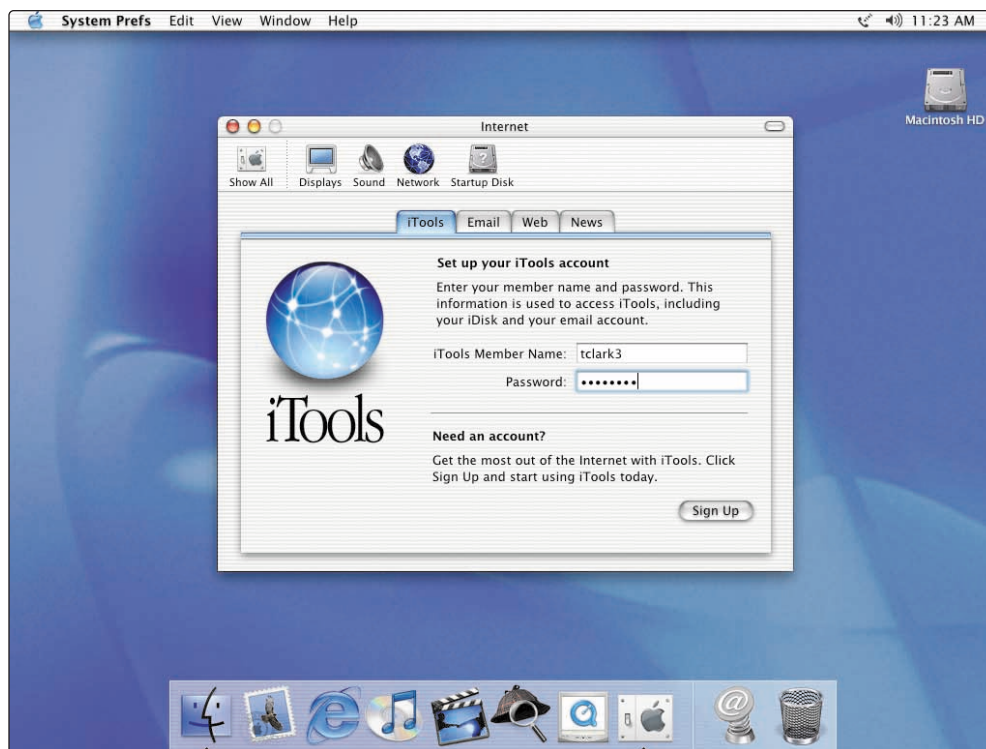 System Prefs Edit View Window Help 11:23 AM
Macintosh HD
Internet
Show All Displays Sound Network Startup Disk
iTools Email Web News
Set up your iTools account
Enter your member name and password. This
information is used to access iTools, including
your iDisk and your email account.
iTools Member Name: tclark3
Password: ••••••••
iTools
Need an account?
Get the most out of the Internet with iTools. Click
Sign Up and start using iTools today.
Sign Up